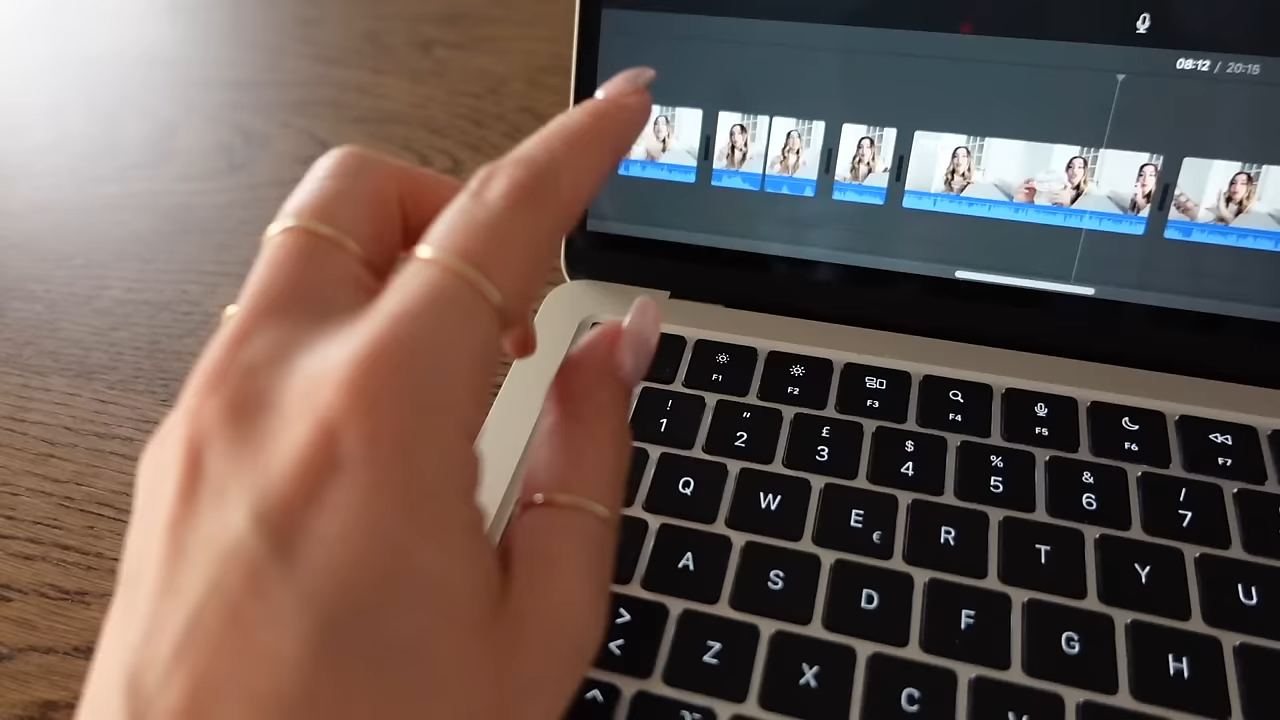 08:12 / 20:15
F1 F2 F3 F4 F5 F6 F7
! " £ $ % & /
1 2 3 4 5 6 7
Q W E € R T Y U
A S D F G H
> < Z X C
^